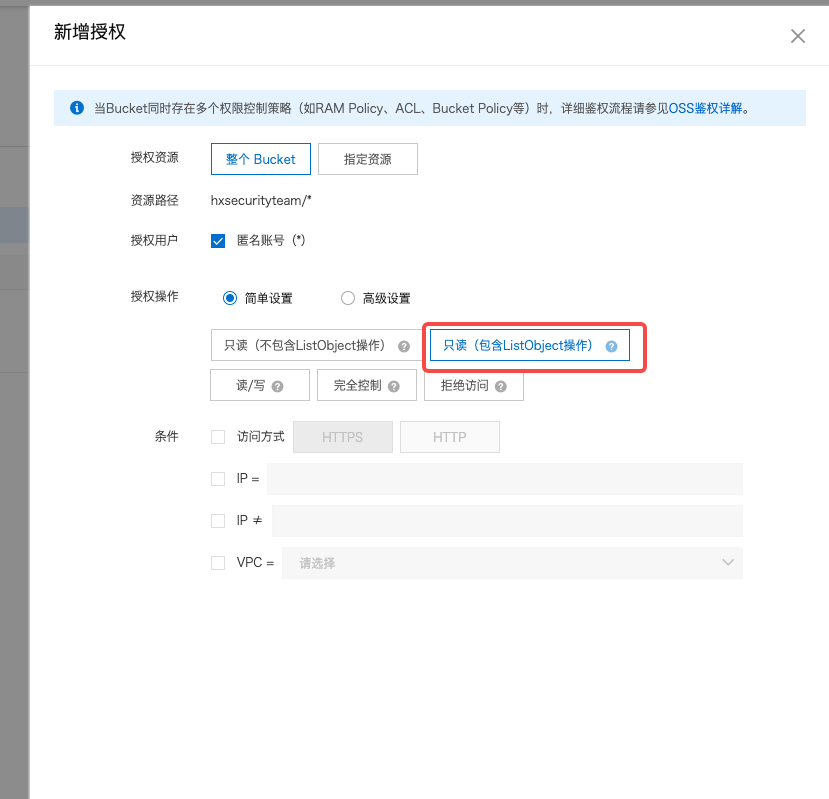 新增授权
当Bucket同时存在多个权限控制策略（如RAM Policy、ACL、Bucket Policy等）时，详细鉴权流程请参见OSS鉴权详解。
授权资源 整个 Bucket 指定资源
资源路径 hxsecurityteam/*
授权用户 匿名账号（*）
授权操作 简单设置 高级设置
只读（不包含ListObject操作） 只读（包含ListObject操作）
读/写 完全控制 拒绝访问
条件 访问方式 HTTPS HTTP
IP =
IP ≠
VPC = 请选择